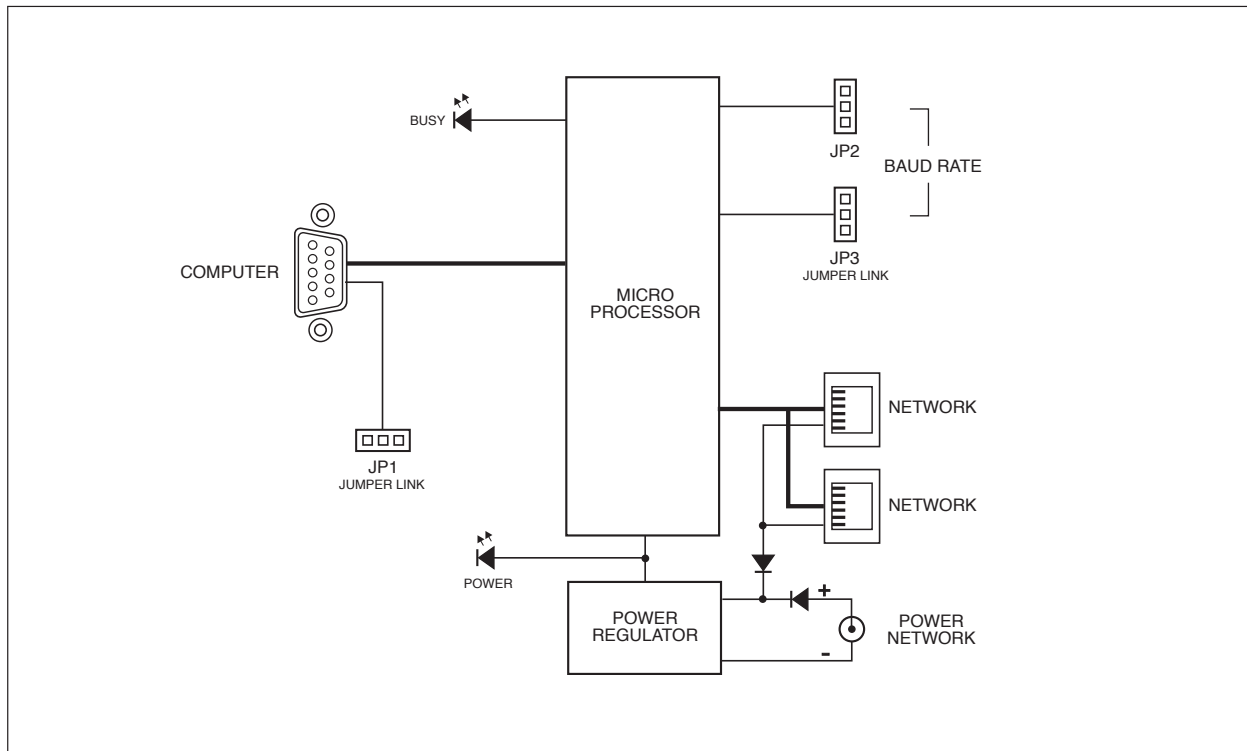 BUSY
JP2
BAUD RATE
JP3
JUMPER LINK
COMPUTER
MICRO
PROCESSOR
NETWORK
JP1
JUMPER LINK
NETWORK
POWER
POWER
REGULATOR
+
-
POWER
NETWORK